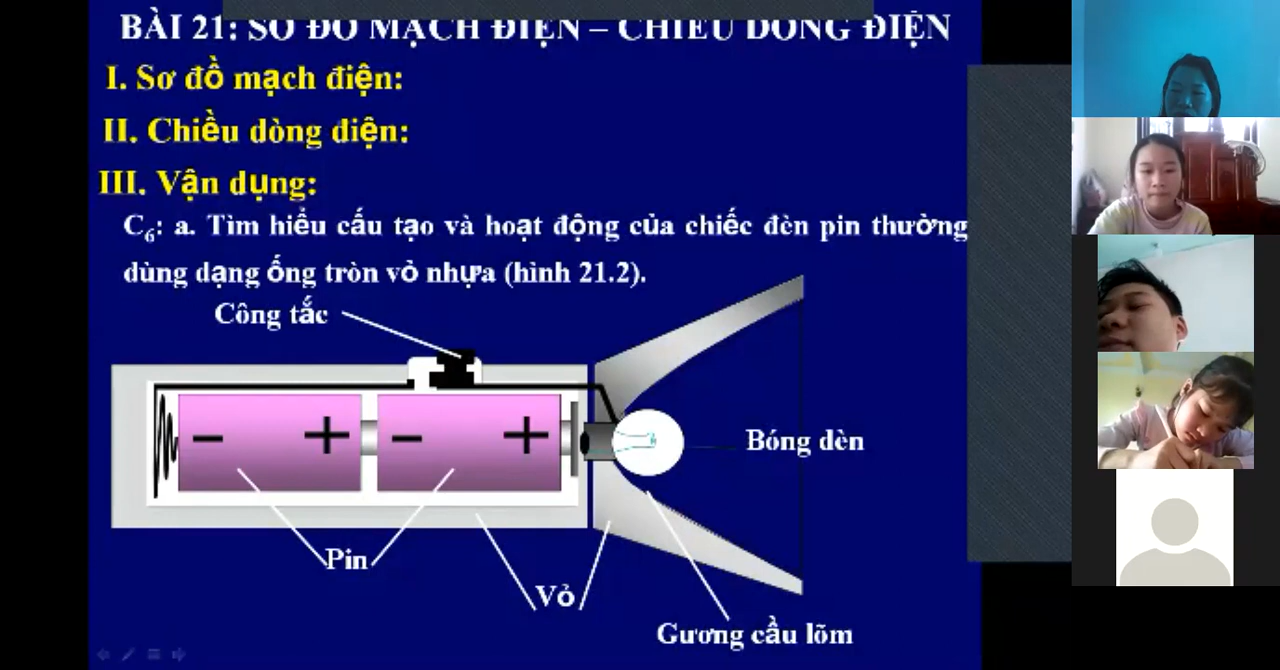 BÀI 21: SƠ ĐỒ MẠCH ĐIỆN – CHIỀU DÒNG ĐIỆN
I. Sơ đồ mạch điện:
II. Chiều dòng điện:
III. Vận dụng:
C6: a. Tìm hiểu cấu tạo và hoạt động của chiếc đèn pin thường
dùng dạng ống tròn vỏ nhựa (hình 21.2).
Công tắc
− + − +
Bóng đèn
Pin
Vỏ
Gương cầu lõm